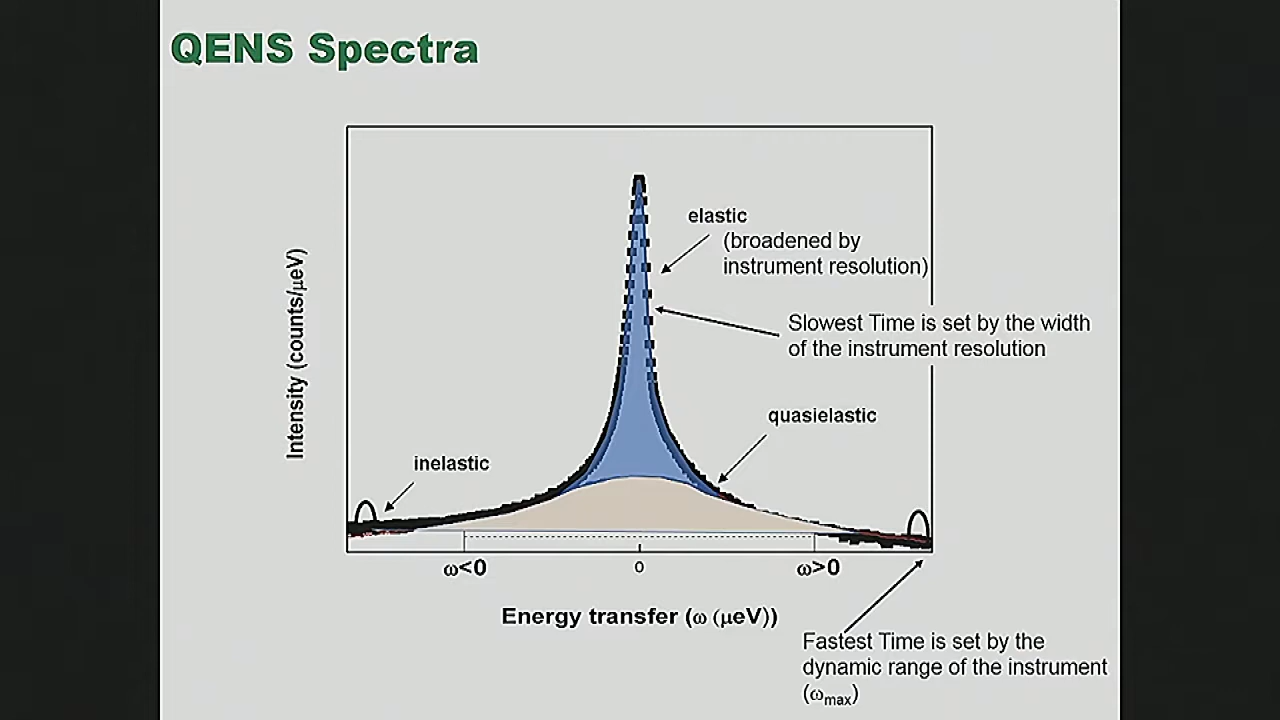 QENS Spectra
elastic
(broadened by
instrument resolution)
Slowest Time is set by the width
of the instrument resolution
quasielastic
inelastic
Intensity (counts/μeV)
ω<0
0
ω>0
Energy transfer (ω (μeV))
Fastest Time is set by the
dynamic range of the instrument
(ωmax)